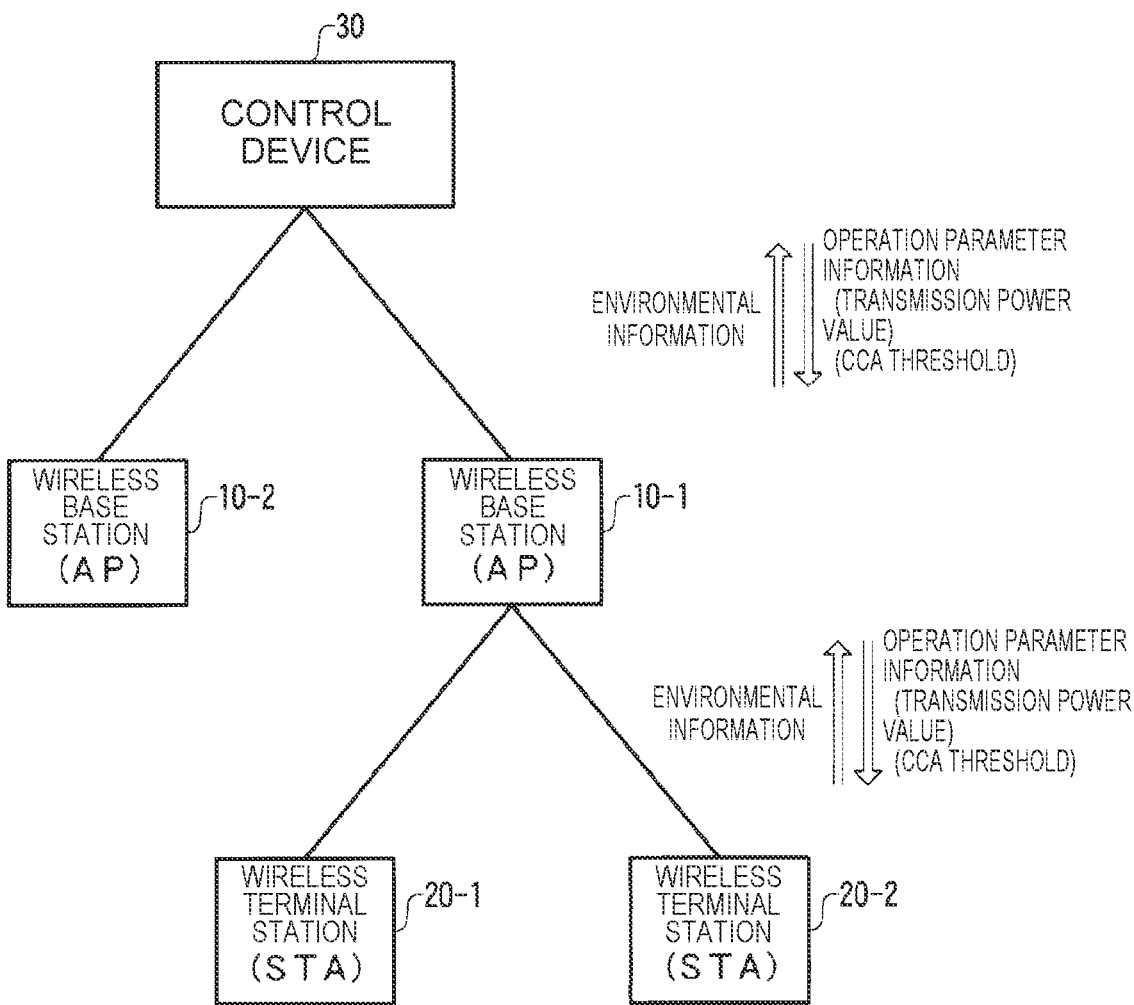 30
CONTROL
DEVICE
ENVIRONMENTAL
INFORMATION
OPERATION PARAMETER
INFORMATION
(TRANSMISSION POWER
VALUE)
(CCA THRESHOLD)
WIRELESS
BASE
STATION
(AP)
10-2
WIRELESS
BASE
STATION
(AP)
10-1
ENVIRONMENTAL
INFORMATION
OPERATION PARAMETER
INFORMATION
(TRANSMISSION POWER
VALUE)
(CCA THRESHOLD)
WIRELESS
TERMINAL
STATION
(STA)
20-1
WIRELESS
TERMINAL
STATION
(STA)
20-2